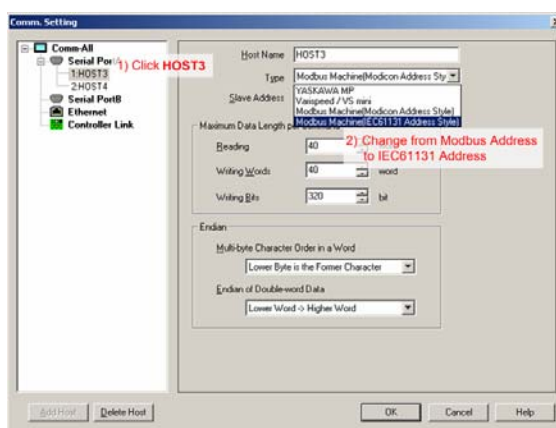 Comm. Setting
Comm-All
Serial PortA
1:HOST3
2:HOST4
Serial PortB
Ethernet
Controller Link
1) Click HOST3
Host Name
HOST3
Type
Modbus Machine(Modicon Address Sty
YASKAWA MP
Varispeed / VS mini
Modbus Machine(Modicon Address Style)
Modbus Machine(IEC61131 Address Style)
Slave Address
2) Change from Modbus Address
to IEC61131 Address
Maximum Data Length per
Reading
40
Writing Words
40
word
Writing Bits
320
bit
Endian
Multi-byte Character Order in a Word
Lower Byte is the Former Character
Endian of Double-word Data
Lower Word -> Higher Word
Add Host
Delete Host
OK
Cancel
Help